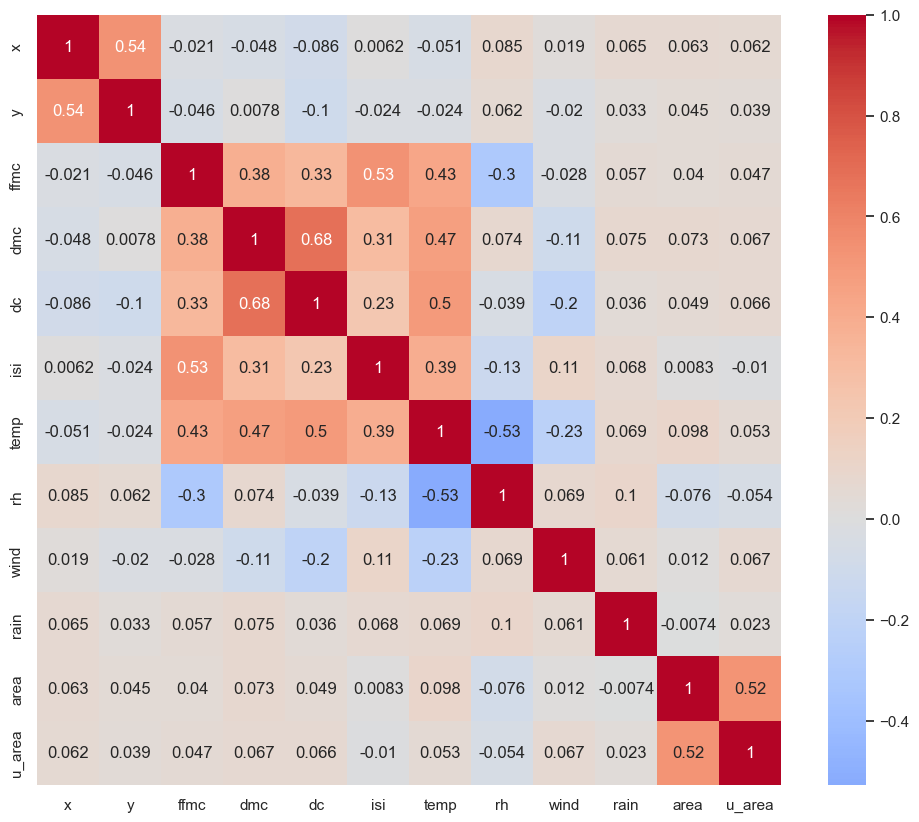 x 1 0.54 -0.021 -0.048 -0.086 0.0062 -0.051 0.085 0.019 0.065 0.063 0.062
y 0.54 1 -0.046 0.0078 -0.1 -0.024 -0.024 0.062 -0.02 0.033 0.045 0.039
ffmc -0.021 -0.046 1 0.38 0.33 0.53 0.43 -0.3 -0.028 0.057 0.04 0.047
dmc -0.048 0.0078 0.38 1 0.68 0.31 0.47 0.074 -0.11 0.075 0.073 0.067
dc -0.086 -0.1 0.33 0.68 1 0.23 0.5 -0.039 -0.2 0.036 0.049 0.066
isi 0.0062 -0.024 0.53 0.31 0.23 1 0.39 -0.13 0.11 0.068 0.0083 -0.01
temp -0.051 -0.024 0.43 0.47 0.5 0.39 1 -0.53 -0.23 0.069 0.098 0.053
rh 0.085 0.062 -0.3 0.074 -0.039 -0.13 -0.53 1 0.069 0.1 -0.076 -0.054
wind 0.019 -0.02 -0.028 -0.11 -0.2 0.11 -0.23 0.069 1 0.061 0.012 0.067
rain 0.065 0.033 0.057 0.075 0.036 0.068 0.069 0.1 0.061 1 -0.0074 0.023
area 0.063 0.045 0.04 0.073 0.049 0.0083 0.098 -0.076 0.012 -0.0074 1 0.52
u_area 0.062 0.039 0.047 0.067 0.066 -0.01 0.053 -0.054 0.067 0.023 0.52 1
x y ffmc dmc dc isi temp rh wind rain area u_area
1.0
0.8
0.6
0.4
0.2
0.0
−0.2
−0.4